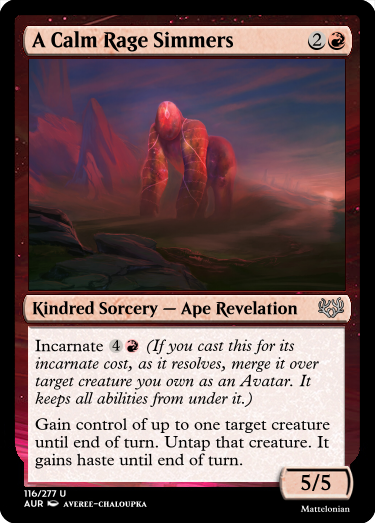 A Calm Rage Simmers 2
Kindred Sorcery — Ape Revelation
Incarnate 4 (If you cast this for its
incarnate cost, as it resolves, merge it over
target creature you own as an Avatar. It
keeps all abilities from under it.)
Gain control of up to one target creature
until end of turn. Untap that creature. It
gains haste until end of turn.
5/5
116/277 U
AUR AVEREE-CHALOUPKA
Mattelonian